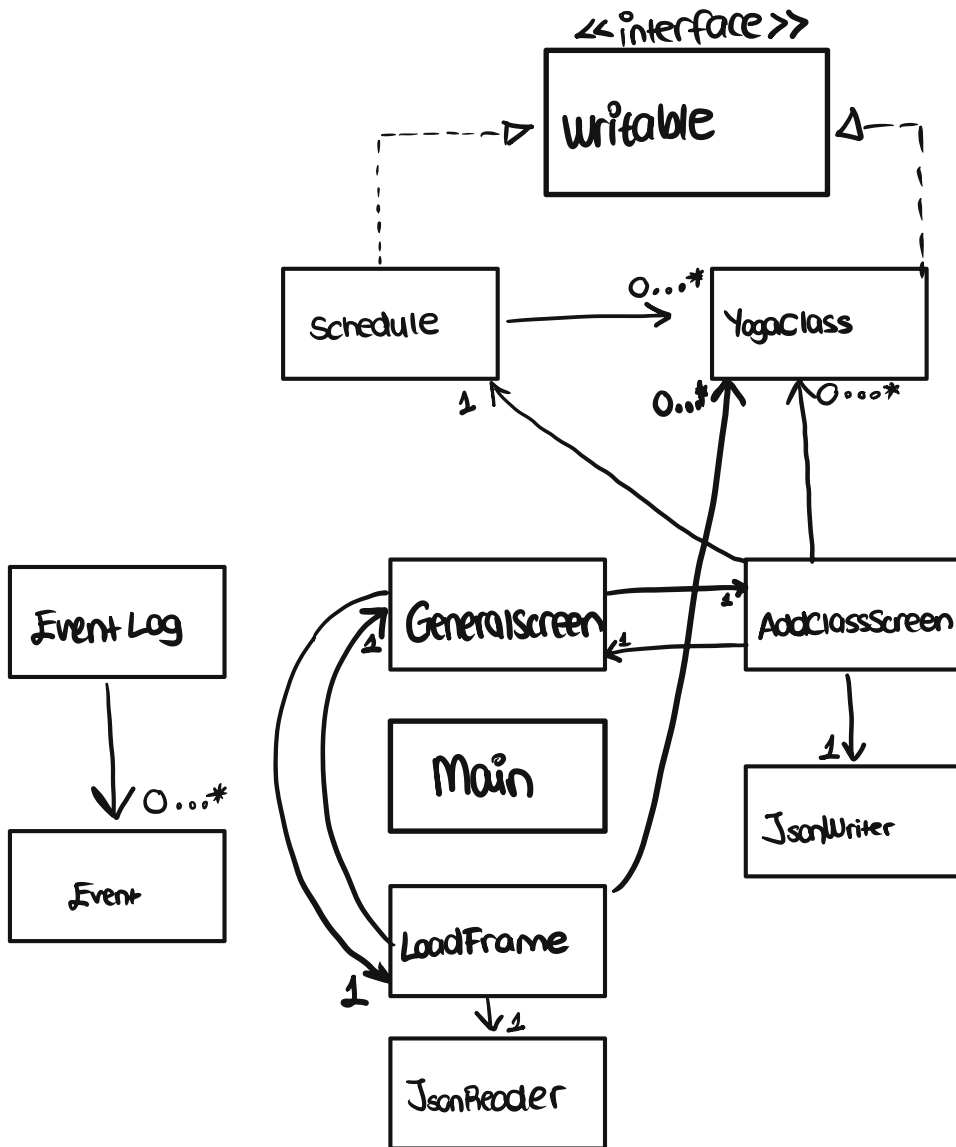 <<interface>>
Writable
Schedule
0...*
YogaClass
1
0...*
0....*
EventLog
GeneralScreen
1
1
1
AddClassScreen
Main
1
JsonWriter
0....*
Event
LoadFrame
1
1
JsonReader